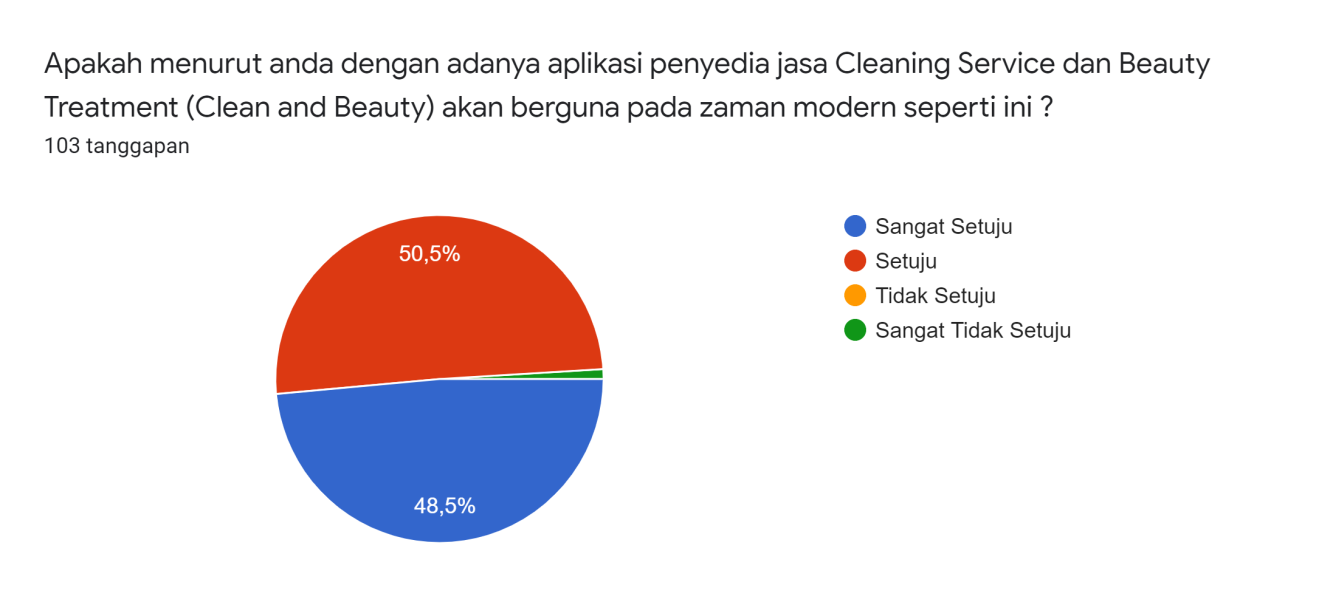 Apakah menurut anda dengan adanya aplikasi penyedia jasa Cleaning Service dan Beauty
Treatment (Clean and Beauty) akan berguna pada zaman modern seperti ini ?
103 tanggapan
50,5%
48,5%
Sangat Setuju
Setuju
Tidak Setuju
Sangat Tidak Setuju